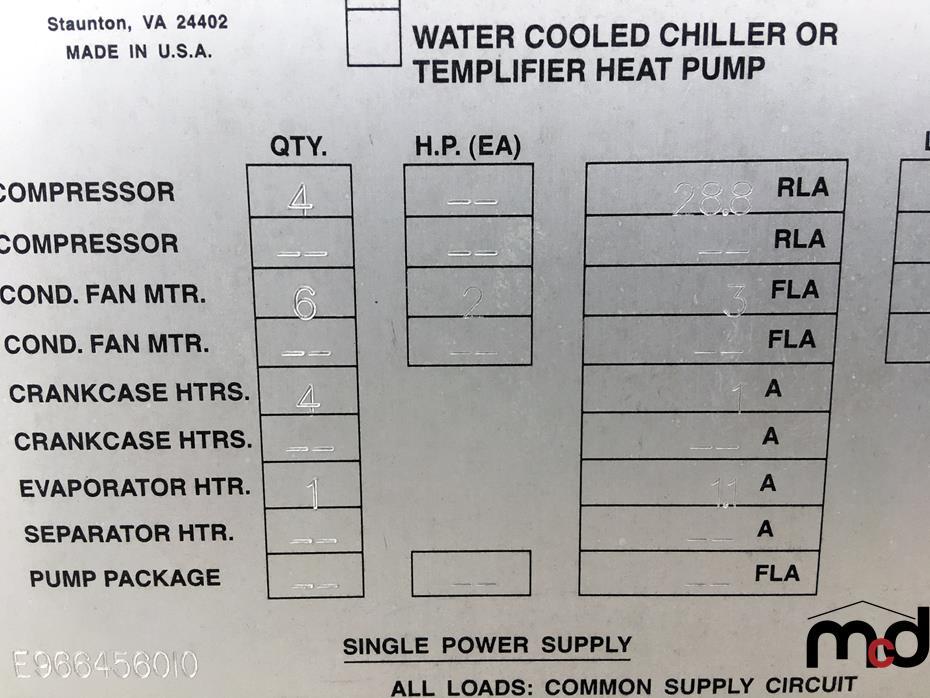 Staunton, VA 24402
MADE IN U.S.A.
WATER COOLED CHILLER OR
TEMPLIFIER HEAT PUMP
QTY. H.P. (EA)
COMPRESSOR 4 -- 28.8 RLA
COMPRESSOR -- -- -- RLA
COND. FAN MTR. 6 2 3 FLA
COND. FAN MTR. -- -- -- FLA
CRANKCASE HTRS. 4 1 A
CRANKCASE HTRS. -- -- A
EVAPORATOR HTR. 1 1.1 A
SEPARATOR HTR. -- -- A
PUMP PACKAGE -- -- -- FLA
E966456010
SINGLE POWER SUPPLY
ALL LOADS: COMMON SUPPLY CIRCUIT
mcd